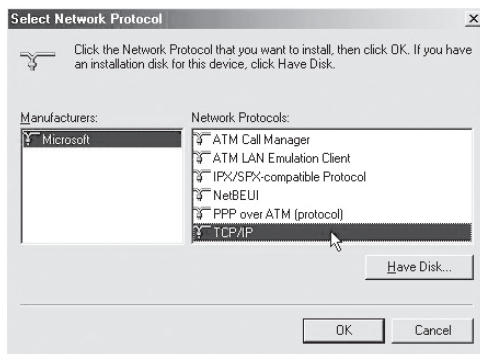 Select Network Protocol
Click the Network Protocol that you want to install, then click OK. If you have
an installation disk for this device, click Have Disk.
Manufacturers:
Microsoft
Network Protocols:
ATM Call Manager
ATM LAN Emulation Client
IPX/SPX-compatible Protocol
NetBEUI
PPP over ATM (protocol)
TCP/IP
Have Disk...
OK
Cancel